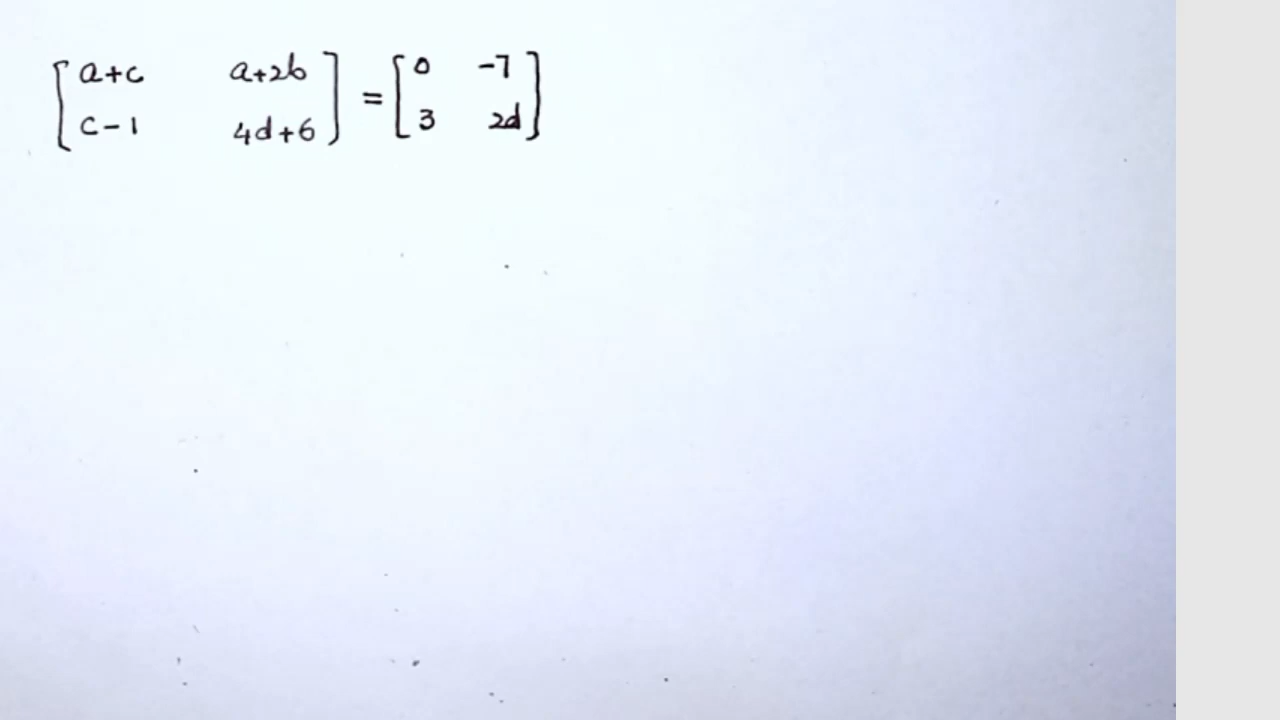 [a+c a+2b] = [0 -7]
[c-1 4d+6] [3 2d]